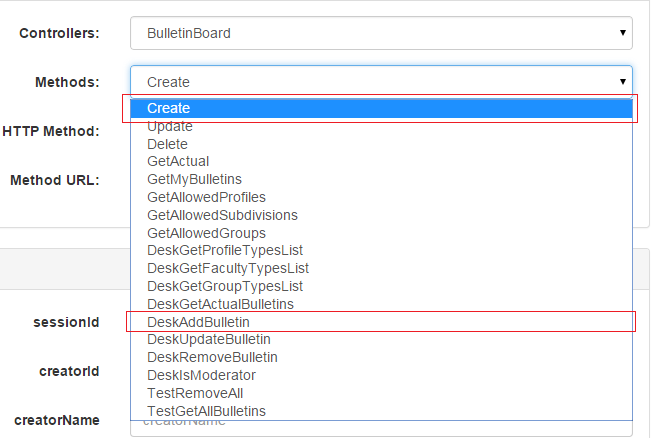 Controllers: BulletinBoard
Methods: Create
Create
HTTP Method: Update
Delete
GetActual
Method URL: GetMyBulletins
GetAllowedProfiles
GetAllowedSubdivisions
GetAllowedGroups
DeskGetProfileTypesList
DeskGetFacultyTypesList
DeskGetGroupTypesList
DeskGetActualBulletins
sessionId DeskAddBulletin
DeskUpdateBulletin
DeskRemoveBulletin
creatorId DeskIsModerator
TestRemoveAll
TestGetAllBulletins
creatorName creatorName